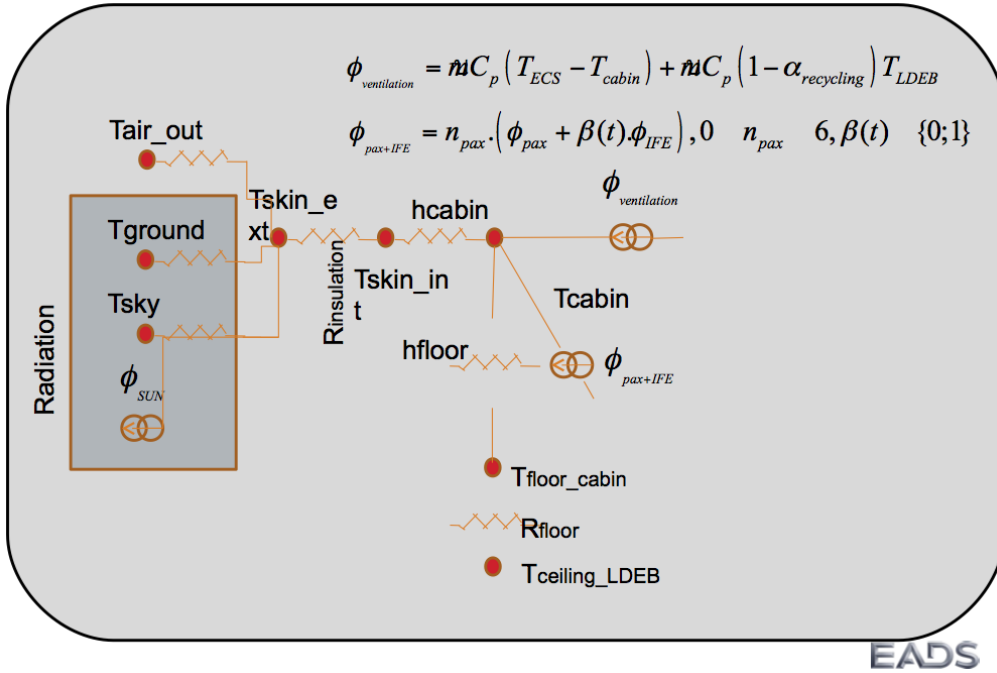 ϕventilation = ṁCp (TECS − Tcabin) + ṁCp (1 − αrecycling) TLDEB
ϕpax+IFE = npax.(ϕpax + β(t).ϕIFE), 0 npax 6, β(t) {0;1}
Tair_out
ϕventilation
Tskin_e
xt
hcabin
Tground
Rinsulation
Tskin_in
t
Tcabin
Tsky
Radiation
hfloor
ϕpax+IFE
ϕSUN
Tfloor_cabin
Rfloor
Tceiling_LDEB
EADS